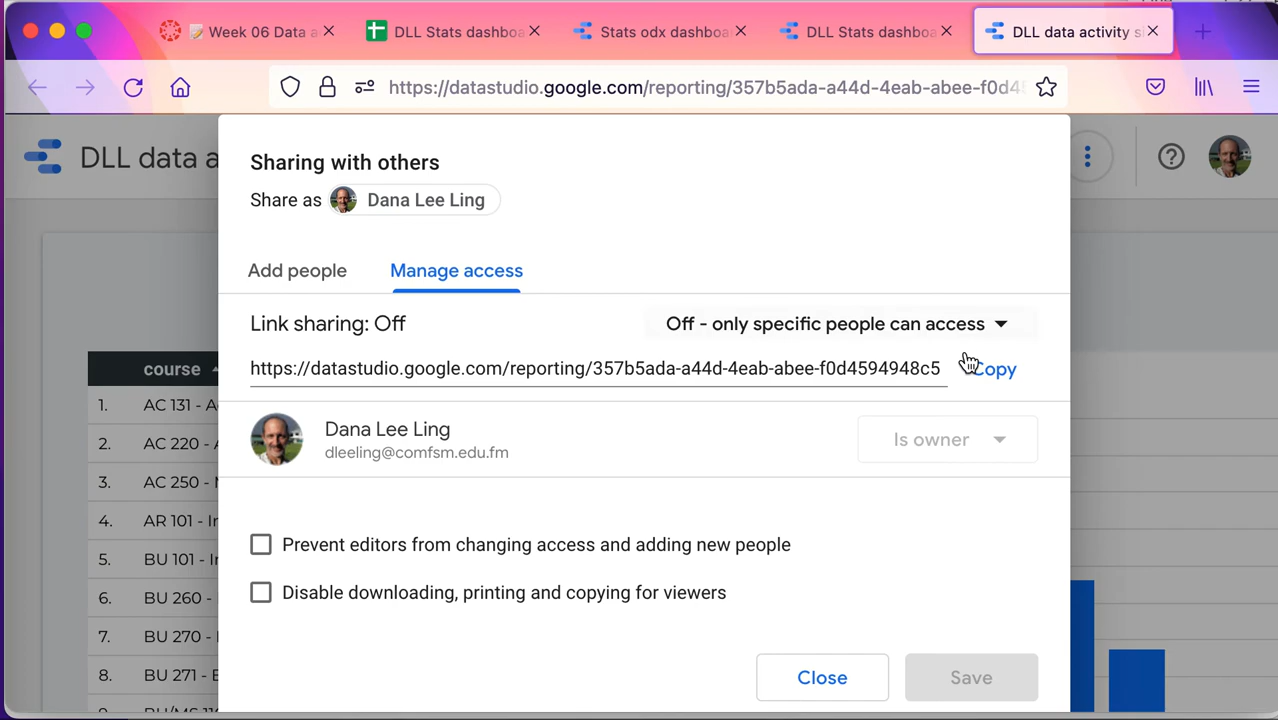 Week 06 Data a
DLL Stats dashboa
Stats odx dashboa
DLL Stats dashboa
DLL data activity s
https://datastudio.google.com/reporting/357b5ada-a44d-4eab-abee-f0d45
DLL data a
Sharing with others
Share as Dana Lee Ling
Add people
Manage access
Link sharing: Off
Off - only specific people can access
https://datastudio.google.com/reporting/357b5ada-a44d-4eab-abee-f0d4594948c5
Copy
Dana Lee Ling
dleeling@comfsm.edu.fm
Is owner
Prevent editors from changing access and adding new people
Disable downloading, printing and copying for viewers
Close
Save
course
1. AC 131 - A
2. AC 220 - A
3. AC 250 - M
4. AR 101 - In
5. BU 101 - I
6. BU 260 -
7. BU 270 -
8. BU 271 - B